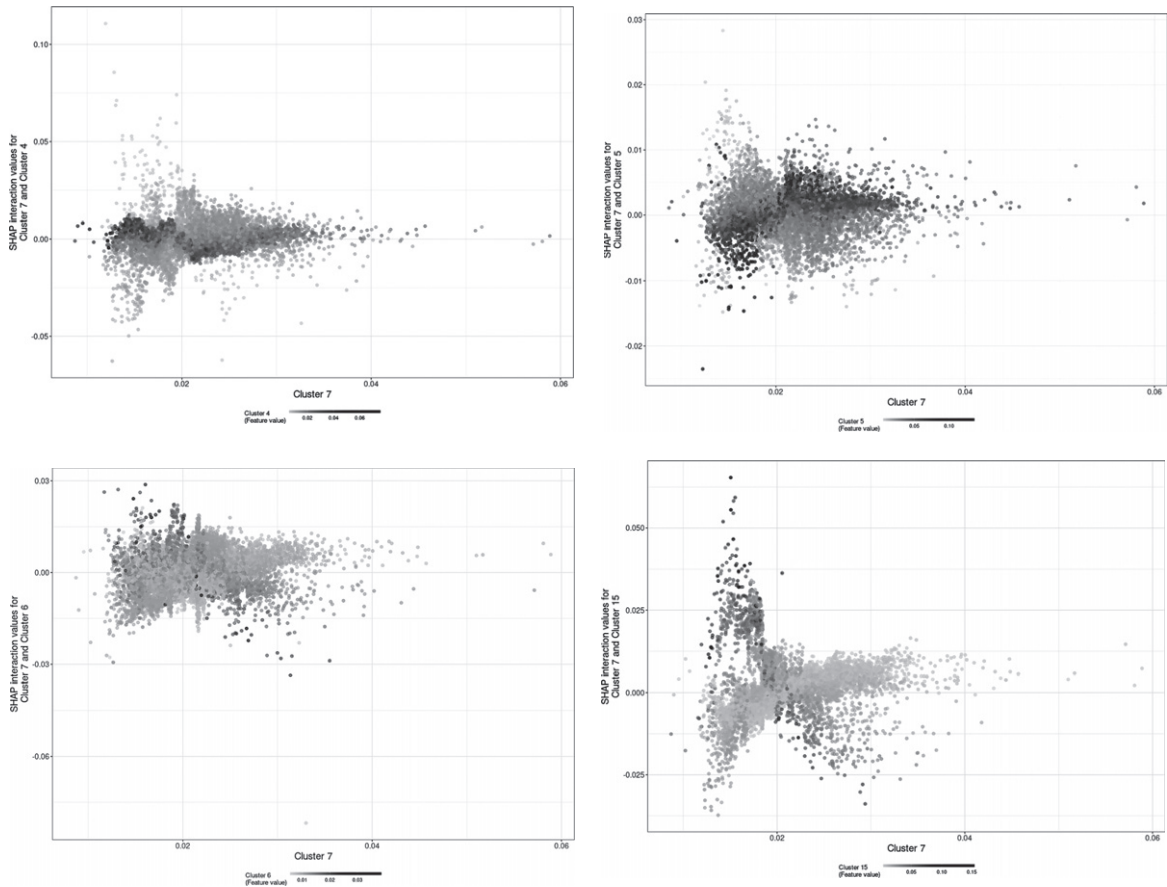 0.10
0.05
0.00
-0.05
SHAP interaction values for
Cluster 7 and Cluster 4
0.02
0.04
0.06
Cluster 7
Cluster 4
(Feature value)
0.02 0.04 0.06
0.03
0.02
0.01
0.00
-0.01
-0.02
SHAP interaction values for
Cluster 7 and Cluster 5
0.02
0.04
0.06
Cluster 7
Cluster 5
(Feature value)
0.05 0.10
0.03
0.00
-0.03
-0.06
SHAP interaction values for
Cluster 7 and Cluster 6
0.02
0.04
0.06
Cluster 7
Cluster 6
(Feature value)
0.01 0.02 0.03
0.050
0.025
0.000
-0.025
SHAP interaction values for
Cluster 7 and Cluster 15
0.02
0.04
0.06
Cluster 7
Cluster 15
(Feature value)
0.05 0.10 0.15